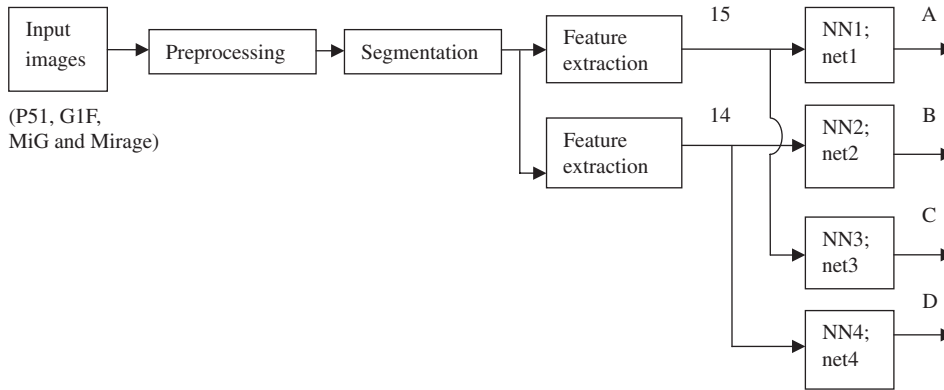 Input
images
(P51, G1F,
MiG and Mirage)
Preprocessing
Segmentation
Feature
extraction
15
Feature
extraction
14
NN1;
net1
A
NN2;
net2
B
NN3;
net3
C
NN4;
net4
D